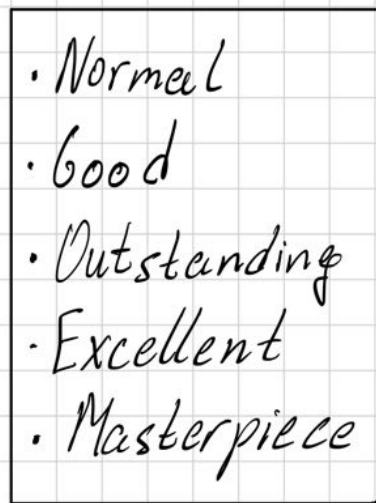 · Normal
· Good
· Outstanding
· Excellent
· Masterpiece